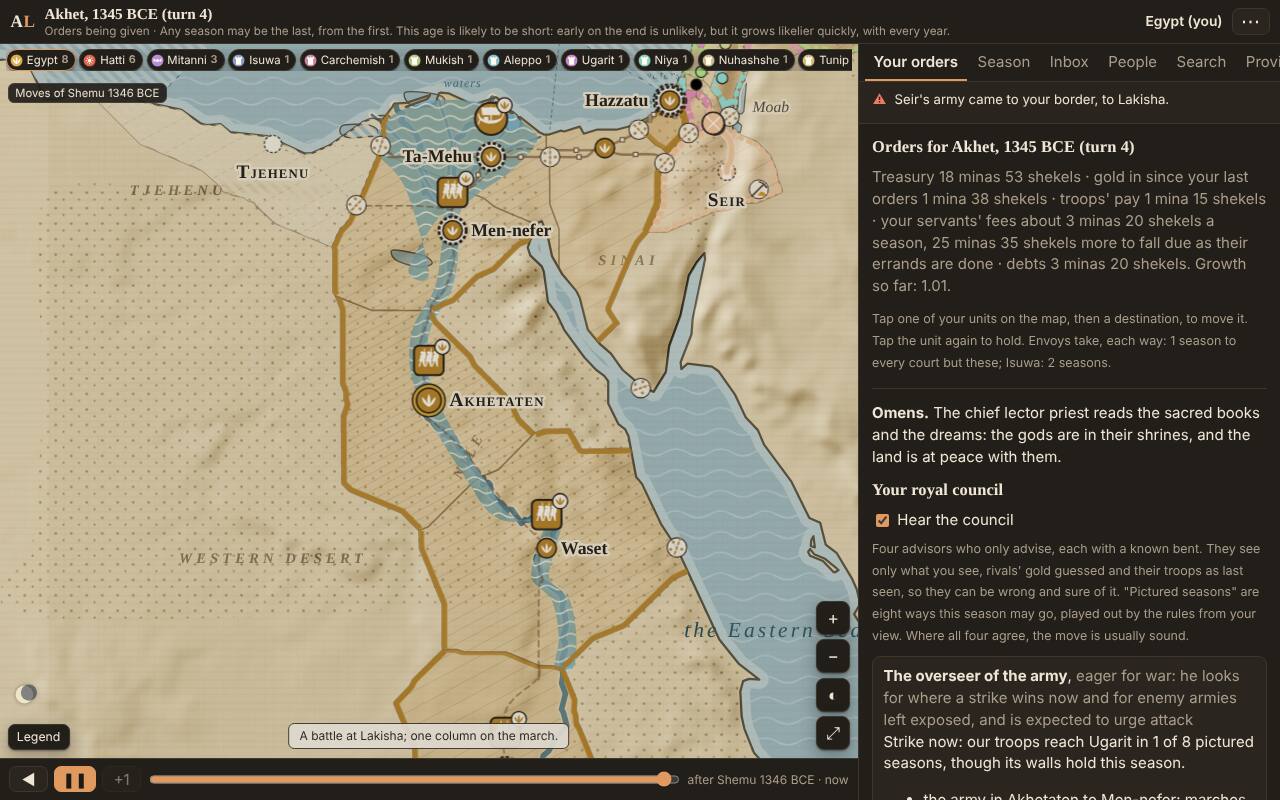 AL
Akhet, 1345 BCE (turn 4)
Orders being given · Any season may be the last, from the first. This age is likely to be short: early on the end is unlikely, but it grows likelier quickly, with every year.
Egypt (you)
Egypt 8
Hatti 6
Mitanni 3
Isuwa 1
Carchemish 1
Mukish 1
Aleppo 1
Ugarit 1
Niya 1
Nuhashshe 1
Tunip
Moves of Shemu 1346 BCE
waters
Hazzatu
Moab
Ta-Mehu
Tjehenu
TJEHENU
Seir
Men-nefer
SINAI
Akhetaten
WESTERN DESERT
Waset
the Eastern
Legend
A battle at Lakisha; one column on the march.
+
−
+1
after Shemu 1346 BCE · now
Your orders
Season
Inbox
People
Search
Provi
Seir's army came to your border, to Lakisha.
Orders for Akhet, 1345 BCE (turn 4)
Treasury 18 minas 53 shekels · gold in since your last
orders 1 mina 38 shekels · troops' pay 1 mina 15 shekels
· your servants' fees about 3 minas 20 shekels a
season, 25 minas 35 shekels more to fall due as their
errands are done · debts 3 minas 20 shekels. Growth
so far: 1.01.
Tap one of your units on the map, then a destination, to move it.
Tap the unit again to hold. Envoys take, each way: 1 season to
every court but these; Isuwa: 2 seasons.
Omens. The chief lector priest reads the sacred books
and the dreams: the gods are in their shrines, and the
land is at peace with them.
Your royal council
Hear the council
Four advisors who only advise, each with a known bent. They see
only what you see, rivals' gold guessed and their troops as last
seen, so they can be wrong and sure of it. "Pictured seasons" are
eight ways this season may go, played out by the rules from your
view. Where all four agree, the move is usually sound.
The overseer of the army, eager for war: he looks
for where a strike wins now and for enemy armies
left exposed, and is expected to urge attack
Strike now: our troops reach Ugarit in 1 of 8 pictured
seasons, though its walls hold this season.
• the army in Akhetaten to Men-nefer: marches